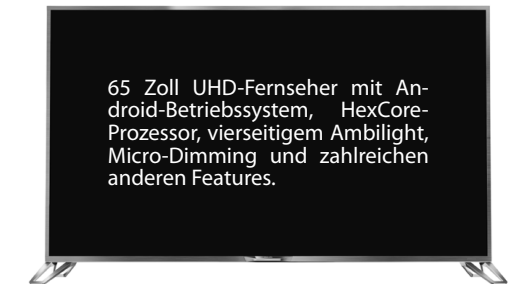 65 Zoll UHD-Fernseher mit An-
droid-Betriebssystem, HexCore-
Prozessor, vierseitigem Ambilight,
Micro-Dimming und zahlreichen
anderen Features.